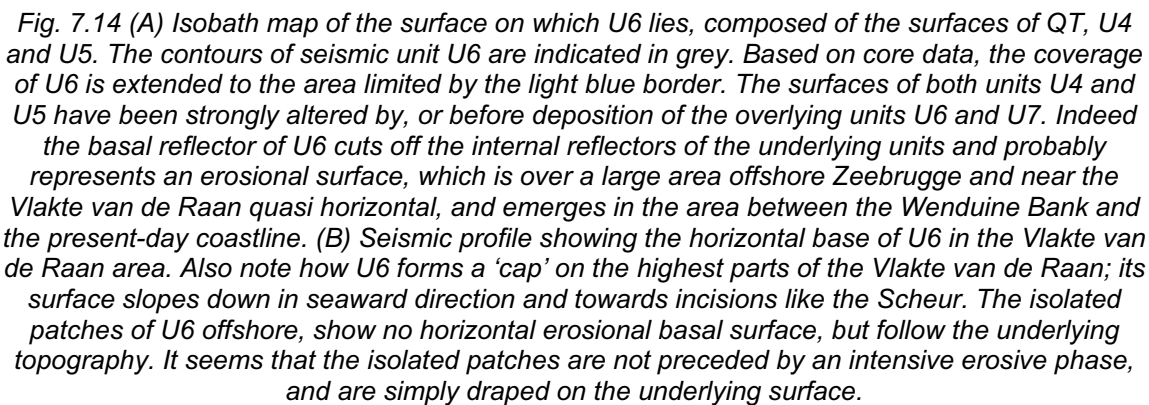 Fig. 7.14 (A) Isobath map of the surface on which U6 lies, composed of the surfaces of QT, U4
and U5. The contours of seismic unit U6 are indicated in grey. Based on core data, the coverage
of U6 is extended to the area limited by the light blue border. The surfaces of both units U4 and
U5 have been strongly altered by, or before deposition of the overlying units U6 and U7. Indeed
the basal reflector of U6 cuts off the internal reflectors of the underlying units and probably
represents an erosional surface, which is over a large area offshore Zeebrugge and near the
Vlakte van de Raan quasi horizontal, and emerges in the area between the Wenduine Bank and
the present-day coastline. (B) Seismic profile showing the horizontal base of U6 in the Vlakte van
de Raan area. Also note how U6 forms a ‘cap’ on the highest parts of the Vlakte van de Raan; its
surface slopes down in seaward direction and towards incisions like the Scheur. The isolated
patches of U6 offshore, show no horizontal erosional basal surface, but follow the underlying
topography. It seems that the isolated patches are not preceded by an intensive erosive phase,
and are simply draped on the underlying surface.